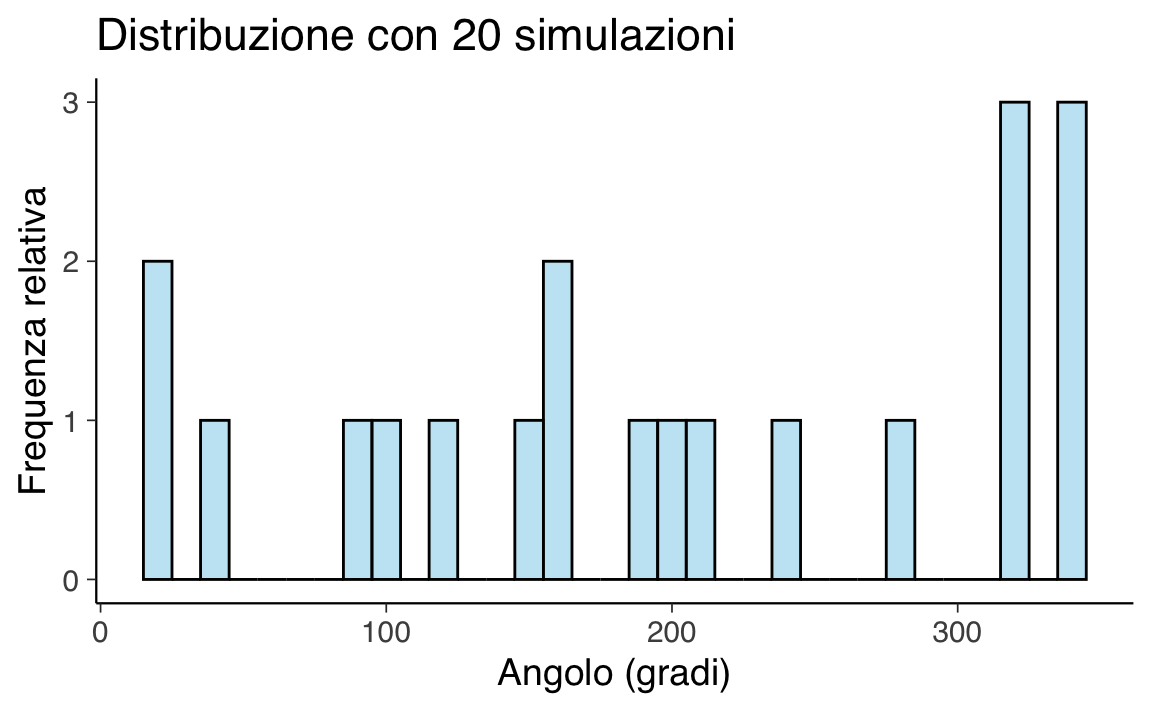 Distribuzione con 20 simulazioni
Frequenza relativa
3
2
1
0
0 100 200 300
Angolo (gradi)